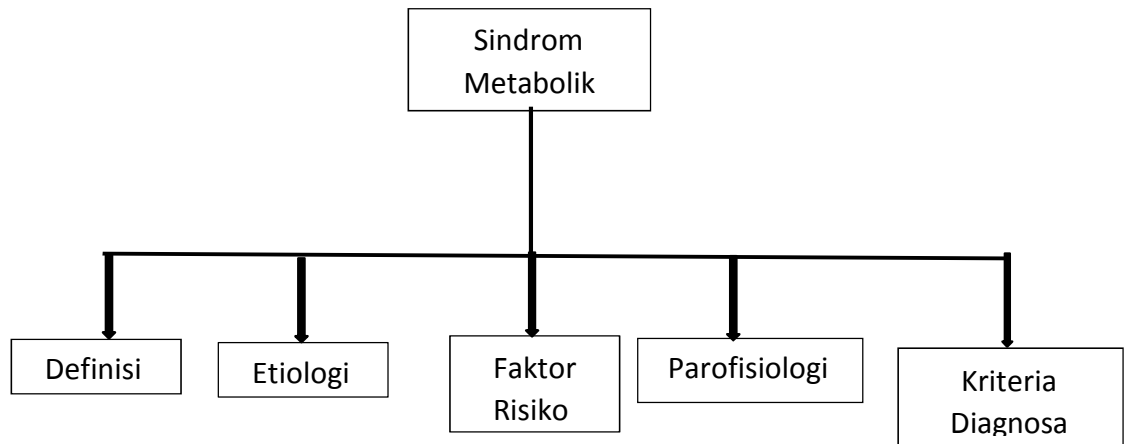 Sindrom
Metabolik
Definisi
Etiologi
Faktor
Risiko
Parofisiologi
Kriteria
Diagnosa